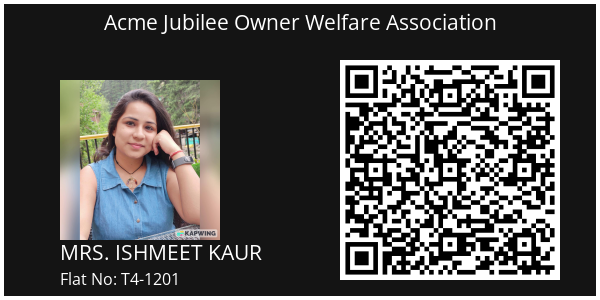 Acme Jubilee Owner Welfare Association
KAPWING
MRS. ISHMEET KAUR
Flat No: T4-1201